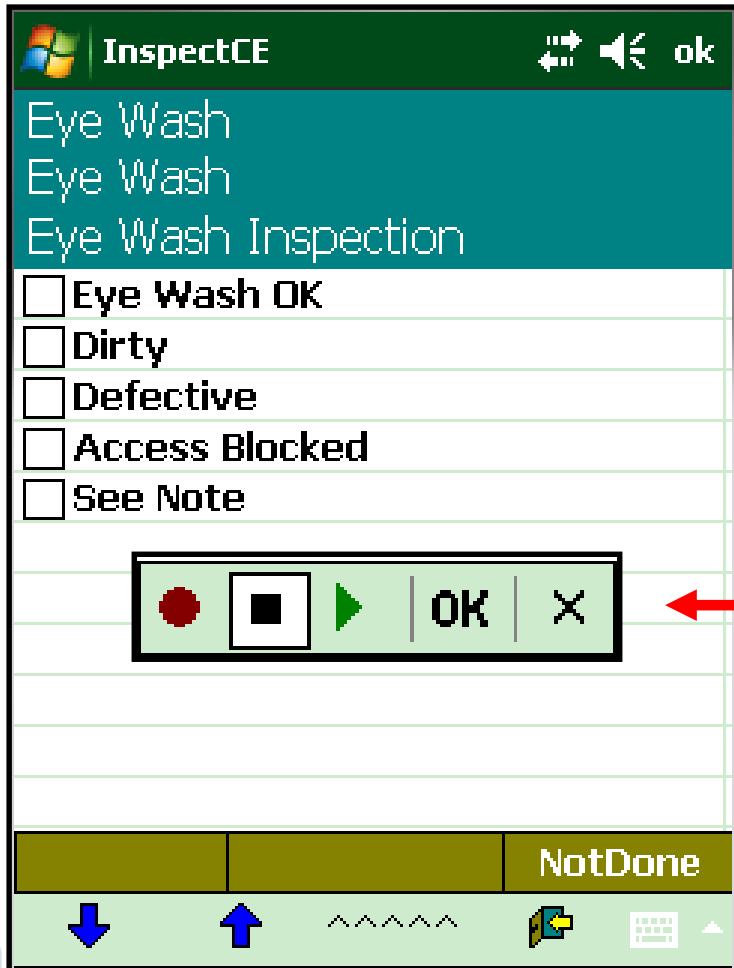 InspectCE ok
Eye Wash
Eye Wash
Eye Wash Inspection
Eye Wash OK
Dirty
Defective
Access Blocked
See Note
OK
NotDone
^^^^^